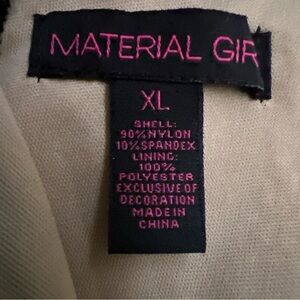 MATERIAL GIR
XL
SHELL:
90%NYLON
10%SPANDEX
LINING:
100%
POLYESTER
EXCLUSIVE OF
DECORATION
MADE IN
CHINA